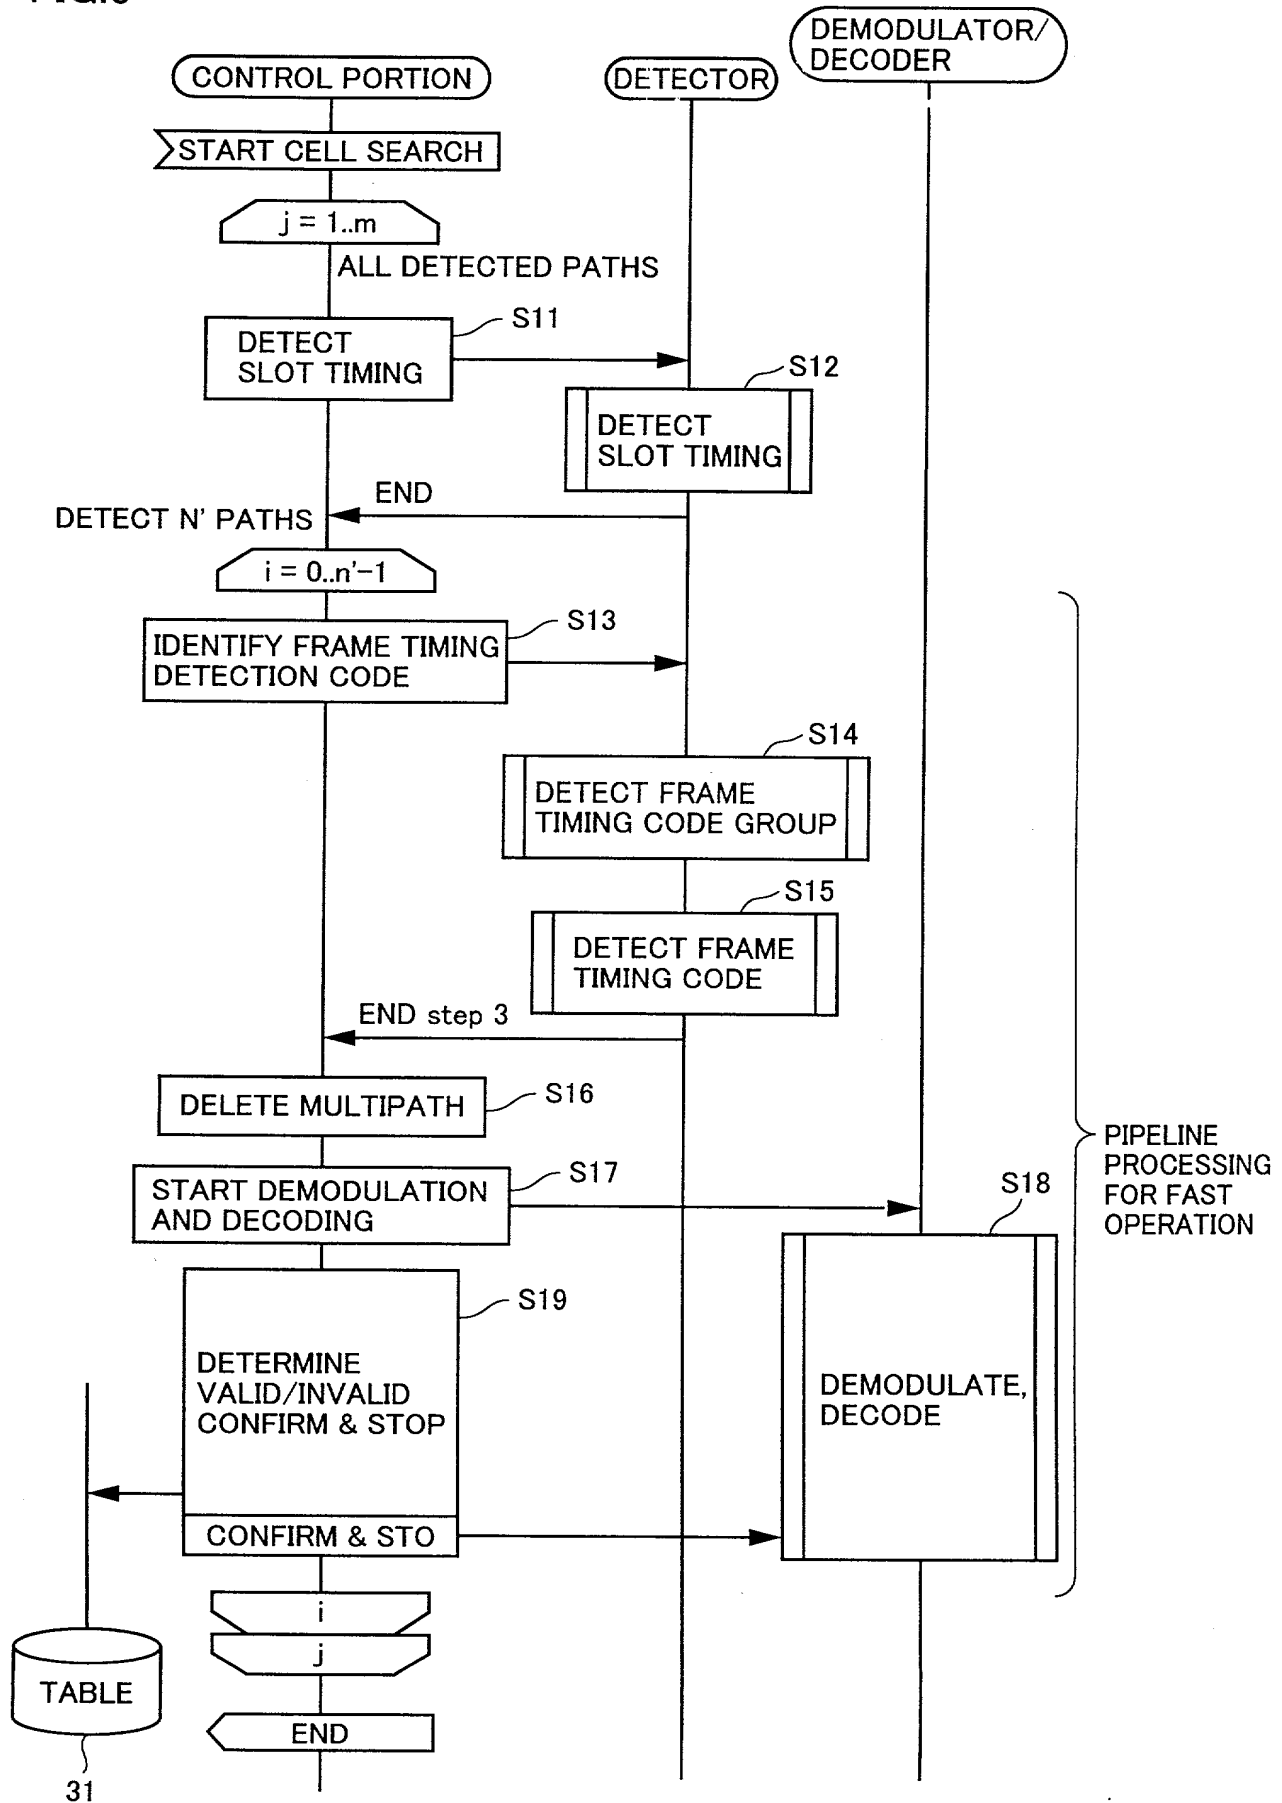 DEMODULATOR/
DECODER
CONTROL PORTION
DETECTOR
START CELL SEARCH
j = 1..m
ALL DETECTED PATHS
S11
DETECT
SLOT TIMING
S12
DETECT
SLOT TIMING
END
DETECT N' PATHS
i = 0..n'-1
S13
IDENTIFY FRAME TIMING
DETECTION CODE
S14
DETECT FRAME
TIMING CODE GROUP
S15
DETECT FRAME
TIMING CODE
END step 3
DELETE MULTIPATH
S16
START DEMODULATION
AND DECODING
S17
S18
PIPELINE
PROCESSING
FOR FAST
OPERATION
S19
DETERMINE
VALID/INVALID
CONFIRM & STOP
DEMODULATE,
DECODE
CONFIRM & STO
i
j
TABLE
END
31